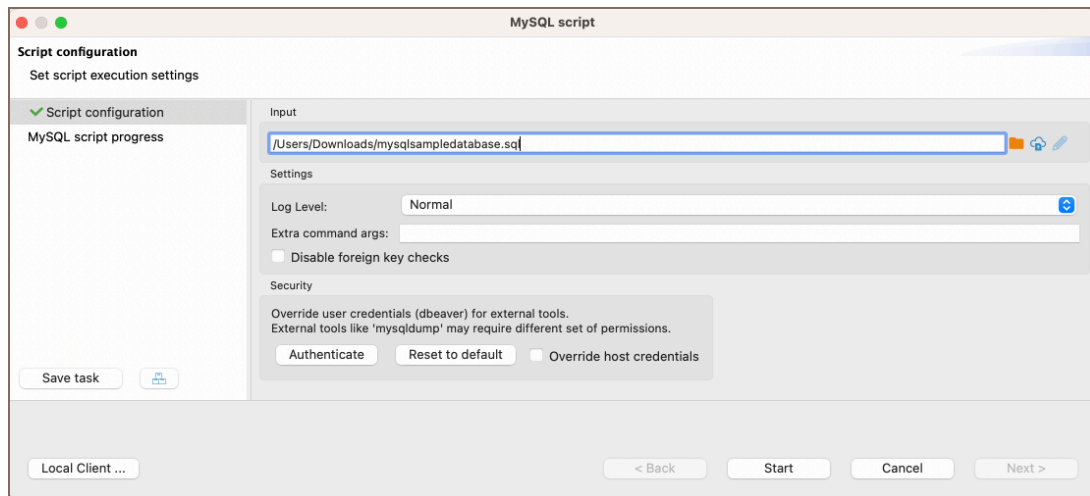 MySQL script
Script configuration
Set script execution settings
Script configuration
MySQL script progress
Save task
Input
/Users/Downloads/mysqlsampledatabase.sql
Settings
Log Level: Normal
Extra command args:
Disable foreign key checks
Security
Override user credentials (dbeaver) for external tools.
External tools like 'mysqldump' may require different set of permissions.
Authenticate Reset to default Override host credentials
Local Client ... < Back Start Cancel Next >